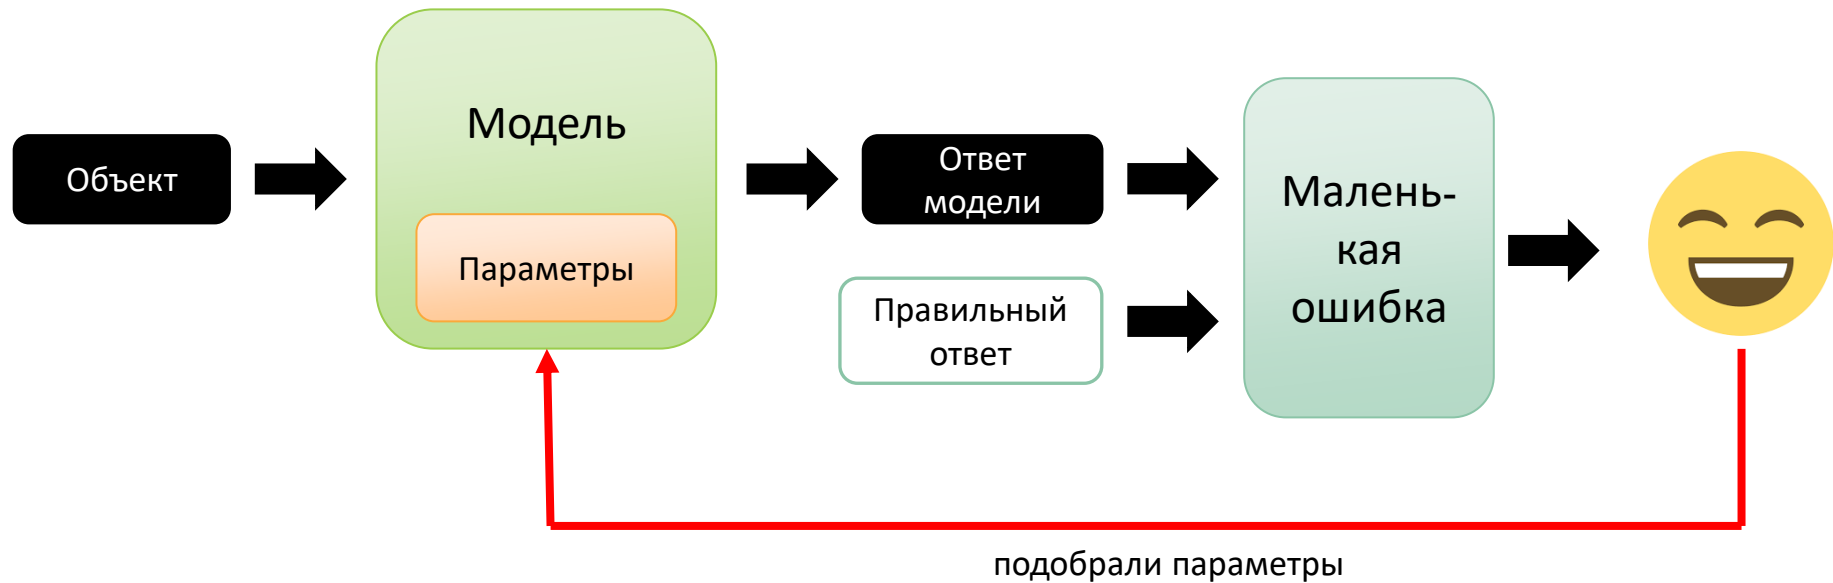 Объект
Модель
Параметры
Ответ
модели
Правильный
ответ
Малень-
кая
ошибка
подобрали параметры